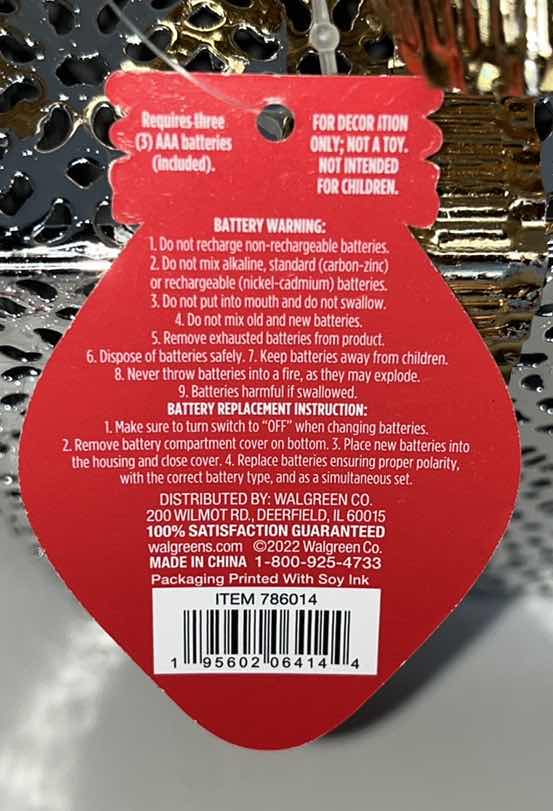 Requires three
(3) AAA batteries
(included).
FOR DECORATION
ONLY; NOT A TOY.
NOT INTENDED
FOR CHILDREN.
BATTERY WARNING:
1. Do not recharge non-rechargeable batteries.
2. Do not mix alkaline, standard (carbon-zinc)
or rechargeable (nickel-cadmium) batteries.
3. Do not put into mouth and do not swallow.
4. Do not mix old and new batteries.
5. Remove exhausted batteries from product.
6. Dispose of batteries safely. 7. Keep batteries away from children.
8. Never throw batteries into a fire, as they may explode.
9. Batteries harmful if swallowed.
BATTERY REPLACEMENT INSTRUCTION:
1. Make sure to turn switch to “OFF” when changing batteries.
2. Remove battery compartment cover on bottom. 3. Place new batteries into
the housing and close cover. 4. Replace batteries ensuring proper polarity,
with the correct battery type, and as a simultaneous set.
DISTRIBUTED BY: WALGREEN CO.
200 WILMOT RD., DEERFIELD, IL 60015
100% SATISFACTION GUARANTEED
walgreens.com ©2022 Walgreen Co.
MADE IN CHINA 1-800-925-4733
Packaging Printed With Soy Ink
ITEM 786014
1 95602 06414 4